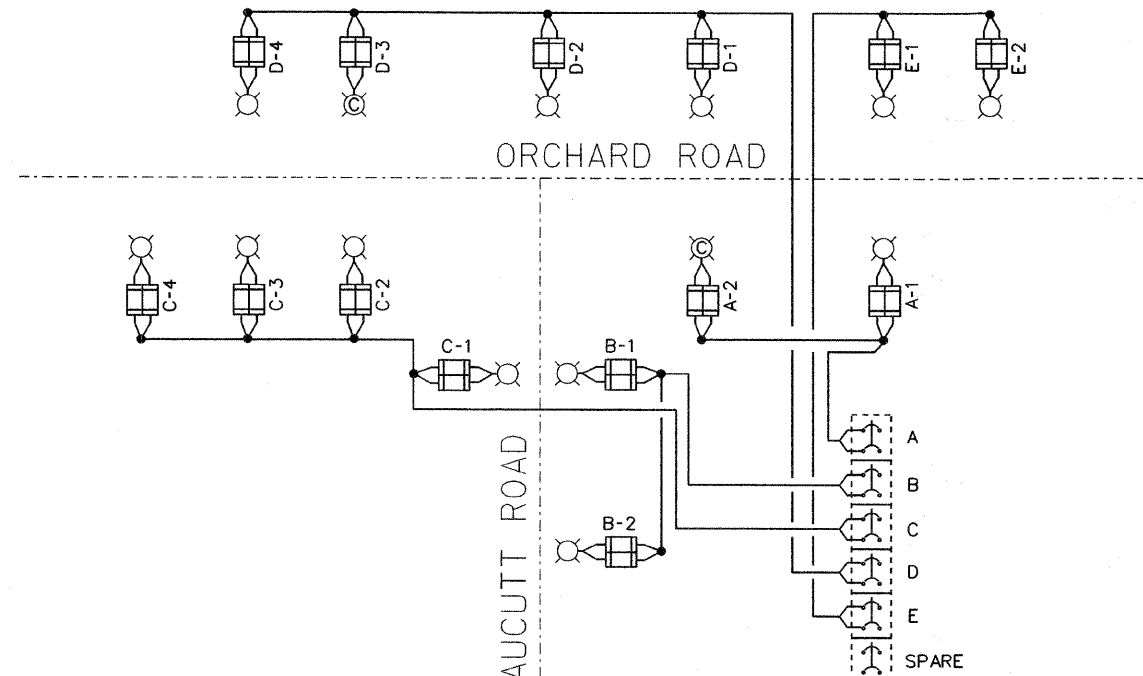 D-4
D-3
D-2
D-1
E-1
E-2
C
ORCHARD ROAD
C
C-4
C-3
C-2
A-2
A-1
C-1
B-1
AUCUTT ROAD
B-2
A
B
C
D
E
SPARE